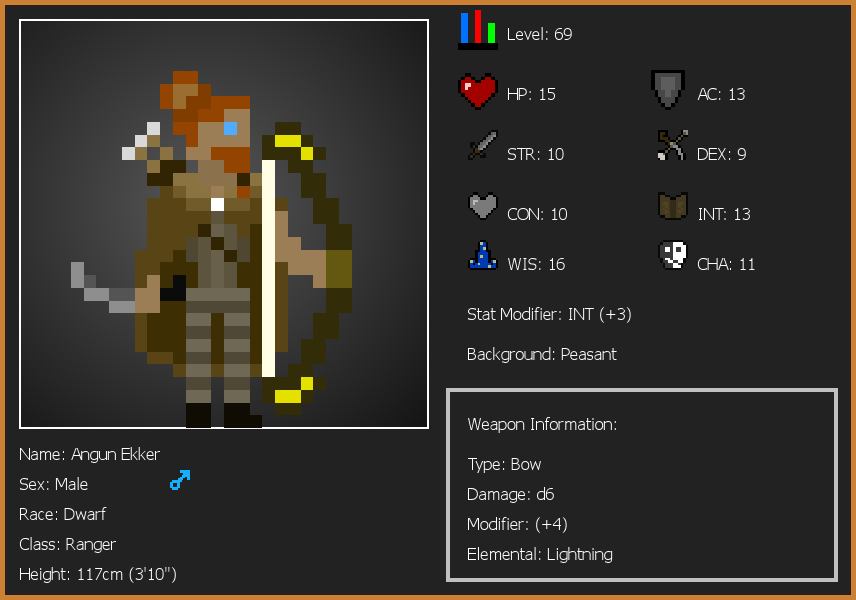 Level: 69
HP: 15
AC: 13
STR: 10
DEX: 9
CON: 10
INT: 13
WIS: 16
CHA: 11
Stat Modifier: INT (+3)
Background: Peasant
Weapon Information:
Type: Bow
Damage: d6
Modifier: (+4)
Elemental: Lightning
Name: Angun Ekker
Sex: Male
Race: Dwarf
Class: Ranger
Height: 117cm (3'10")